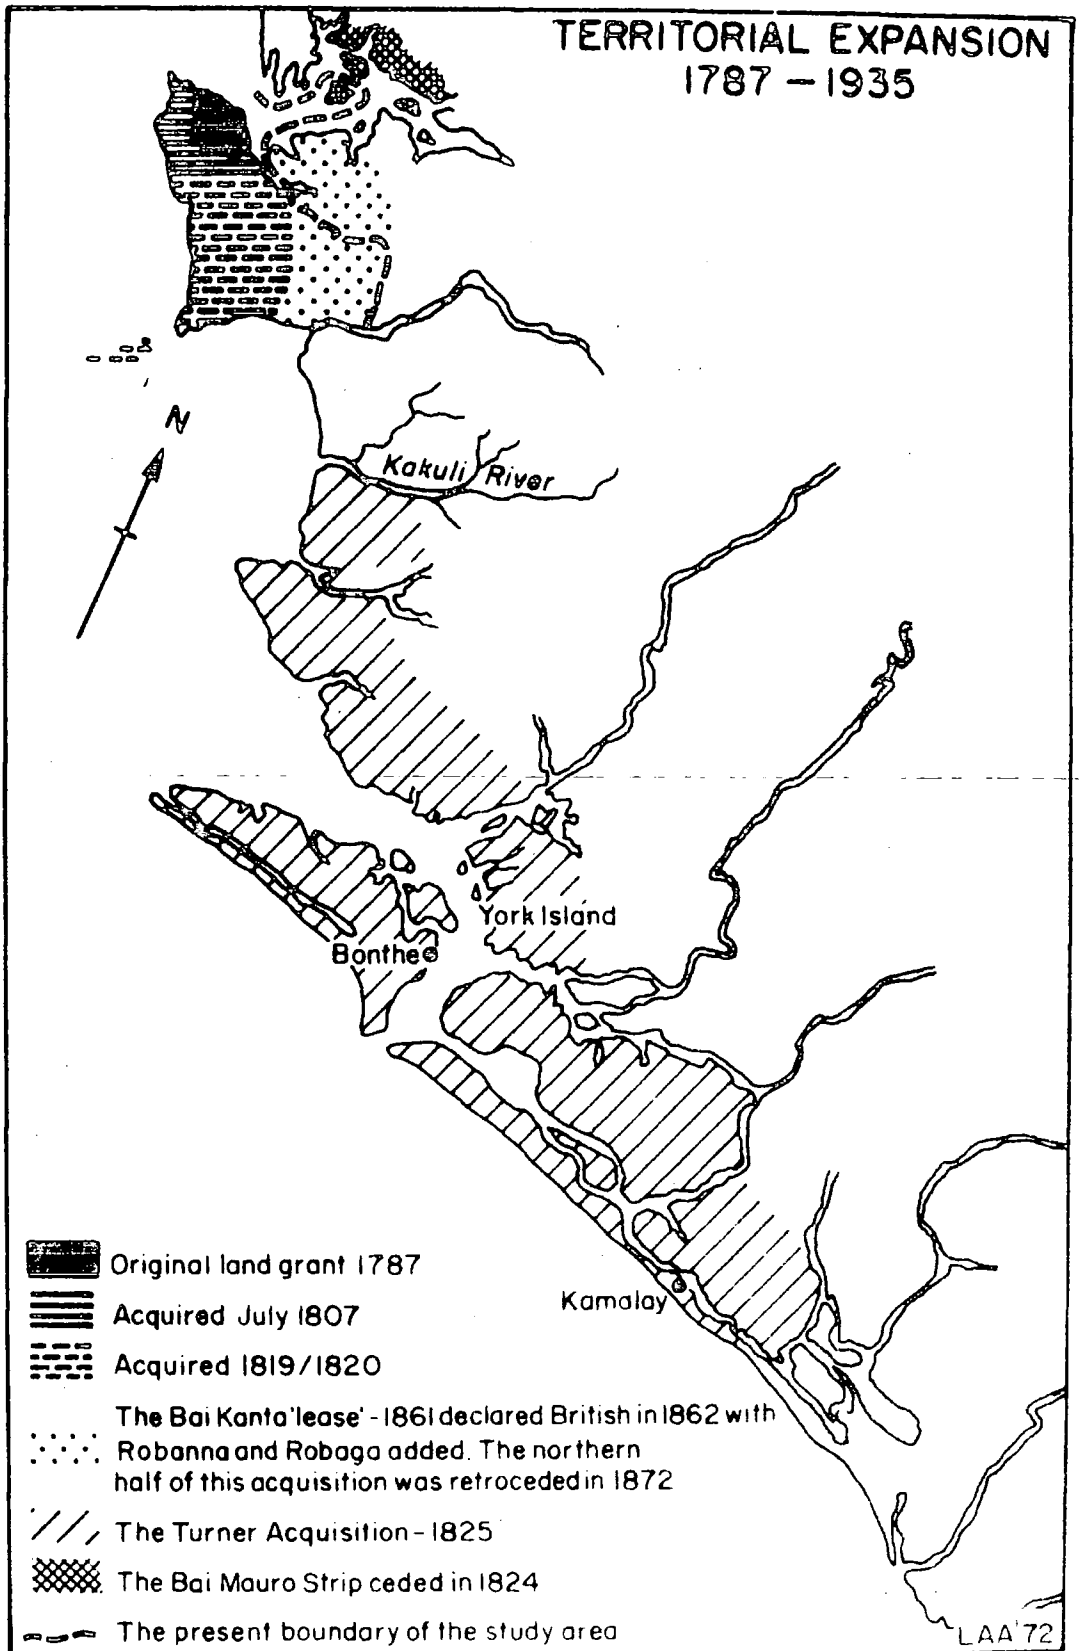 TERRITORIAL EXPANSION
1787 – 1935
N
Kakuli River
York Island
Bonthe
Kamalay
Original land grant 1787
Acquired July 1807
Acquired 1819/1820
The Bai Kanta 'lease' - 1861 declared British in 1862 with
Robanna and Robaga added. The northern
half of this acquisition was retroceded in 1872
The Turner Acquisition - 1825
The Bai Mauro Strip ceded in 1824
The present boundary of the study area
LAA '72